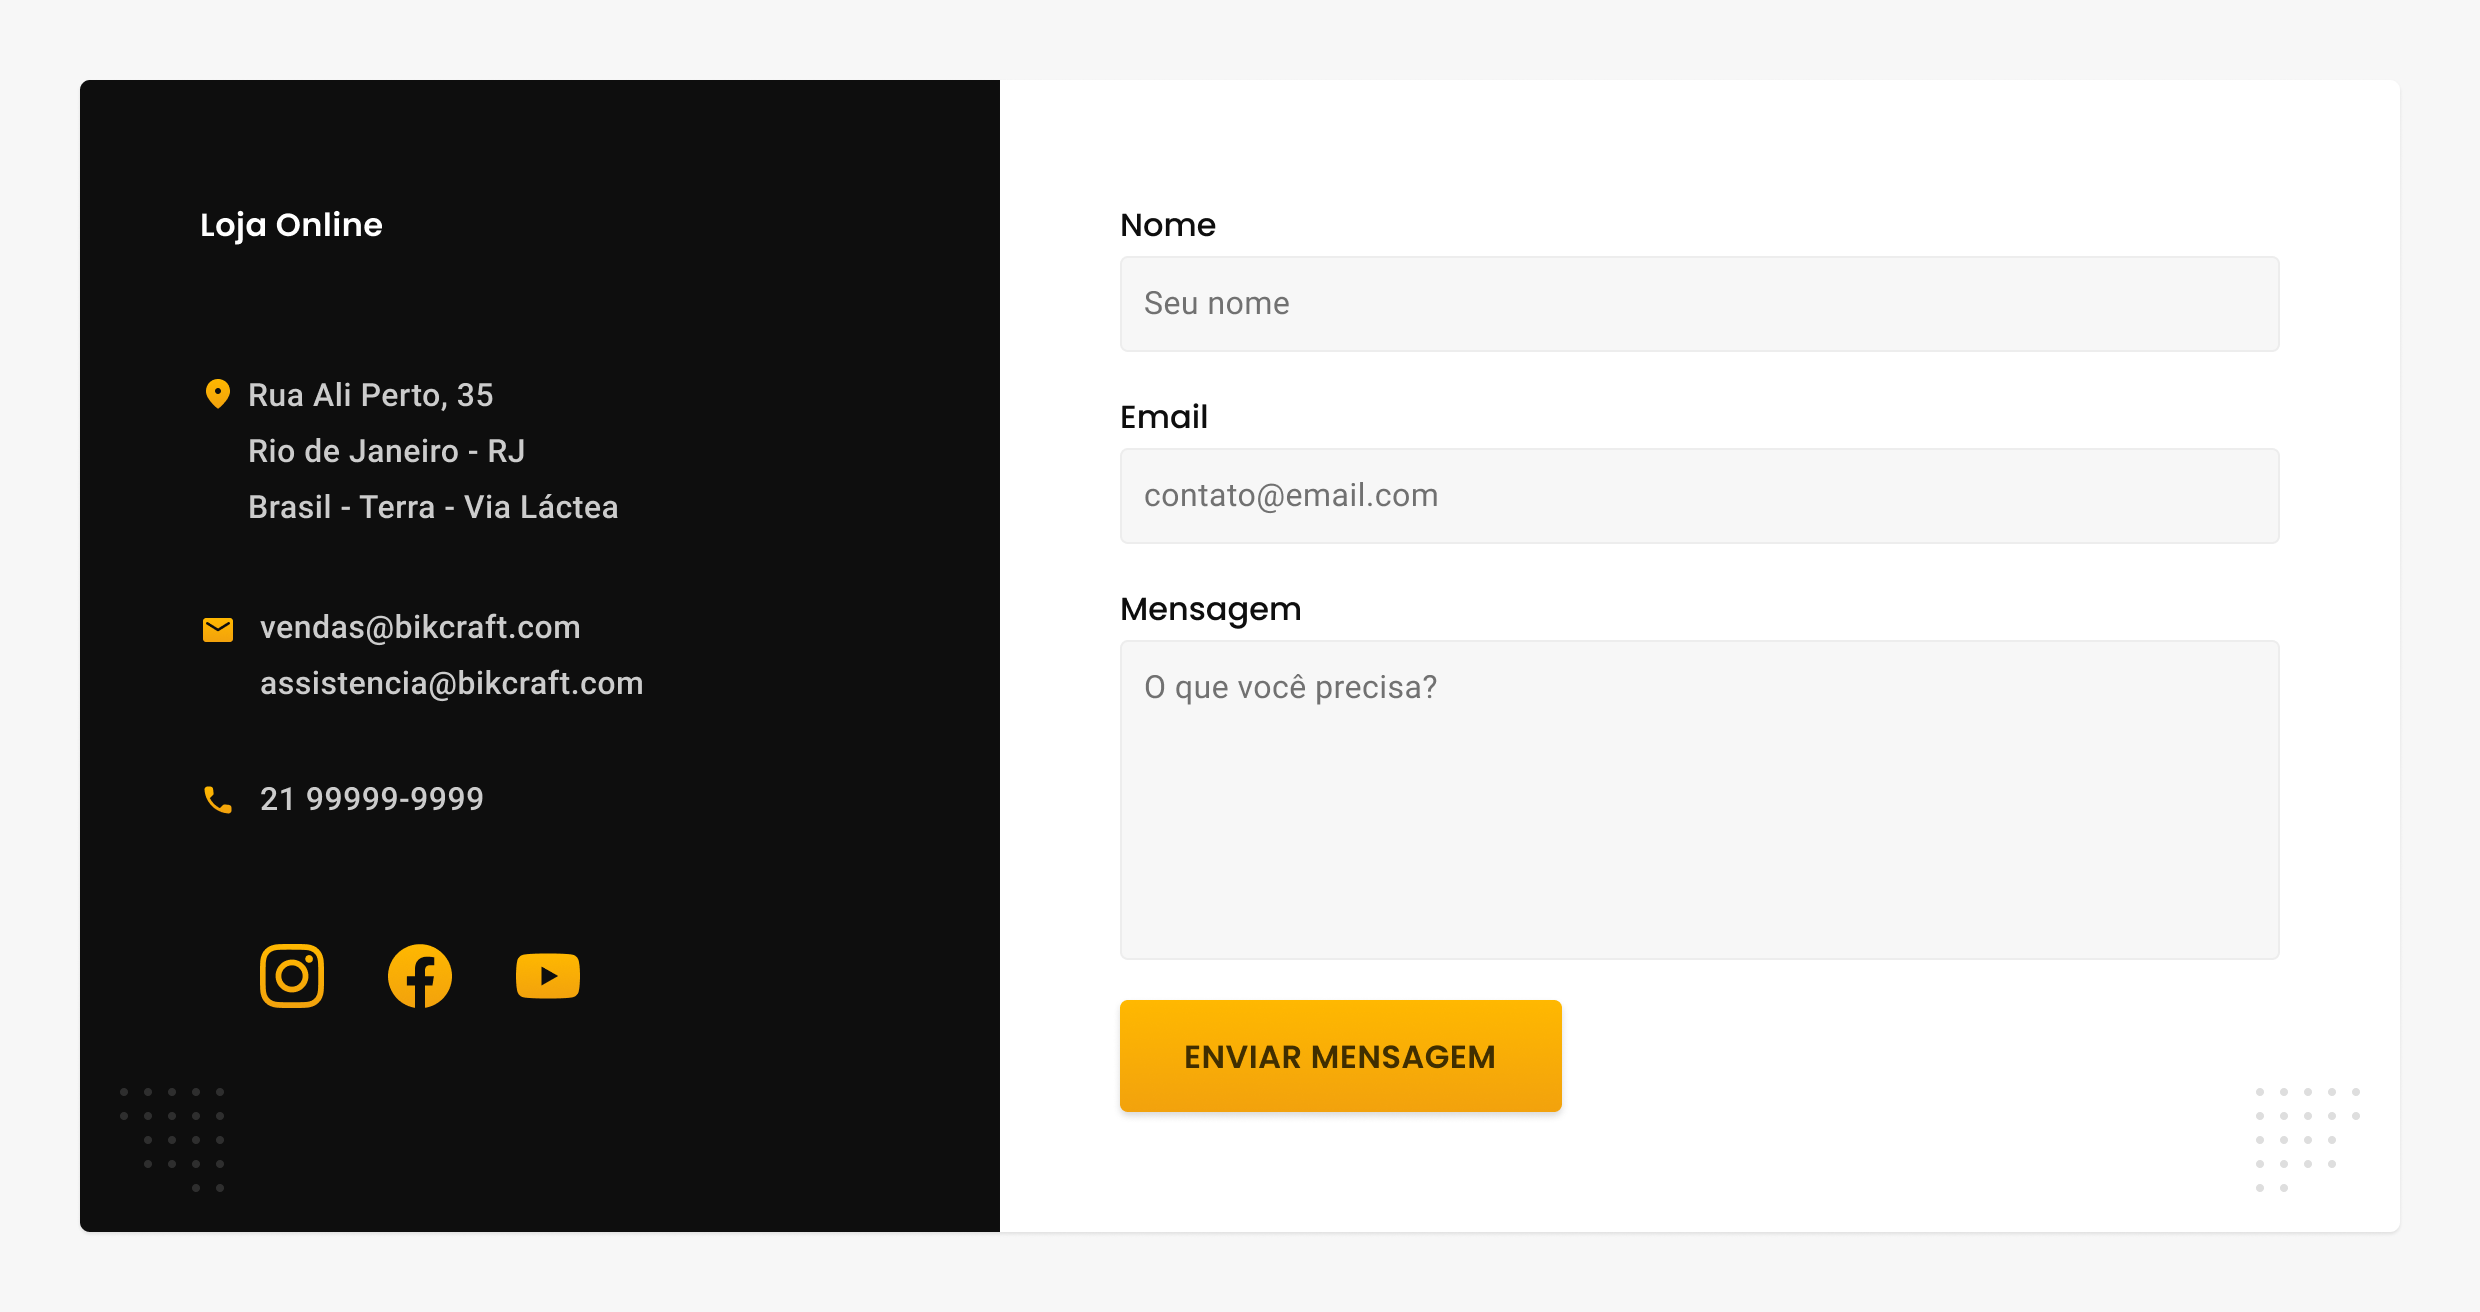 Loja Online
Rua Ali Perto, 35
Rio de Janeiro - RJ
Brasil - Terra - Via Láctea
vendas@bikcraft.com
assistencia@bikcraft.com
21 99999-9999
Nome
Seu nome
Email
contato@email.com
Mensagem
O que você precisa?
ENVIAR MENSAGEM